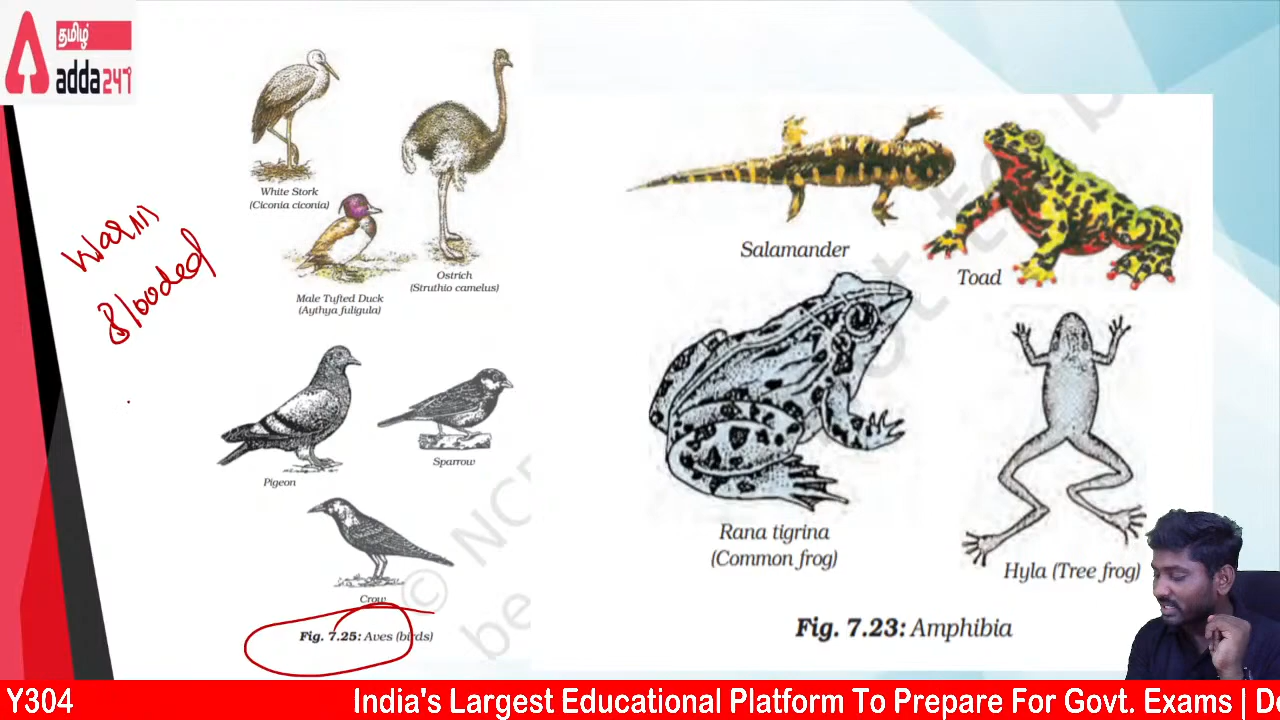 தமிழ்
adda247
White Stork
(Ciconia ciconia)
Ostrich
(Struthio camelus)
Male Tufted Duck
(Aythya fuligula)
Pigeon
Sparrow
Crow
Fig. 7.25: Aves (birds)
Warm
Blooded
© NC
be
Salamander
Toad
Rana tigrina
(Common frog)
Hyla (Tree frog)
Fig. 7.23: Amphibia
Y304
India's Largest Educational Platform To Prepare For Govt. Exams |